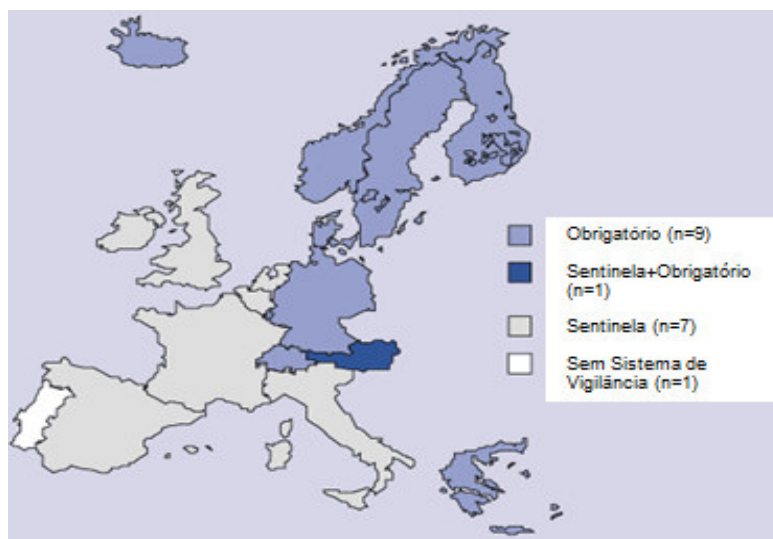 Obrigatório (n=9)
Sentinela+Obrigatório
(n=1)
Sentinela (n=7)
Sem Sistema de
Vigilância (n=1)